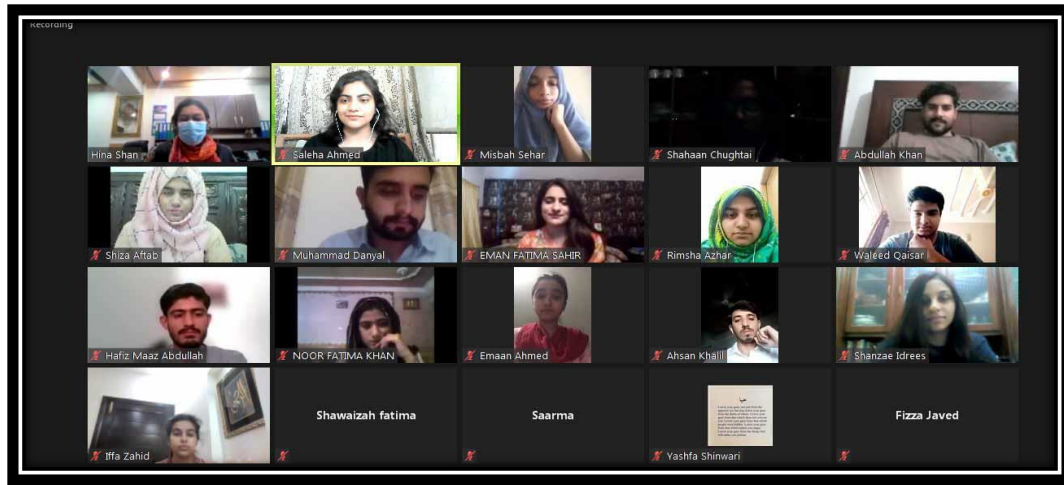 Recording
Hina Shan
Saleha Ahmed
Misbah Sehar
Shahaan Chughtai
Abdullah Khan
Shiza Aftab
Muhammad Danyal
EMAN FATIMA SAHIR
Rimsha Azhar
Waleed Qaisar
Hafiz Maaz Abdullah
NOOR FATIMA KHAN
Emaan Ahmed
Ahsan Khalil
Shanzae Idrees
Iffa Zahid
Shawaizah fatima
Saarma
Yashfa Shinwari
Fizza Javed